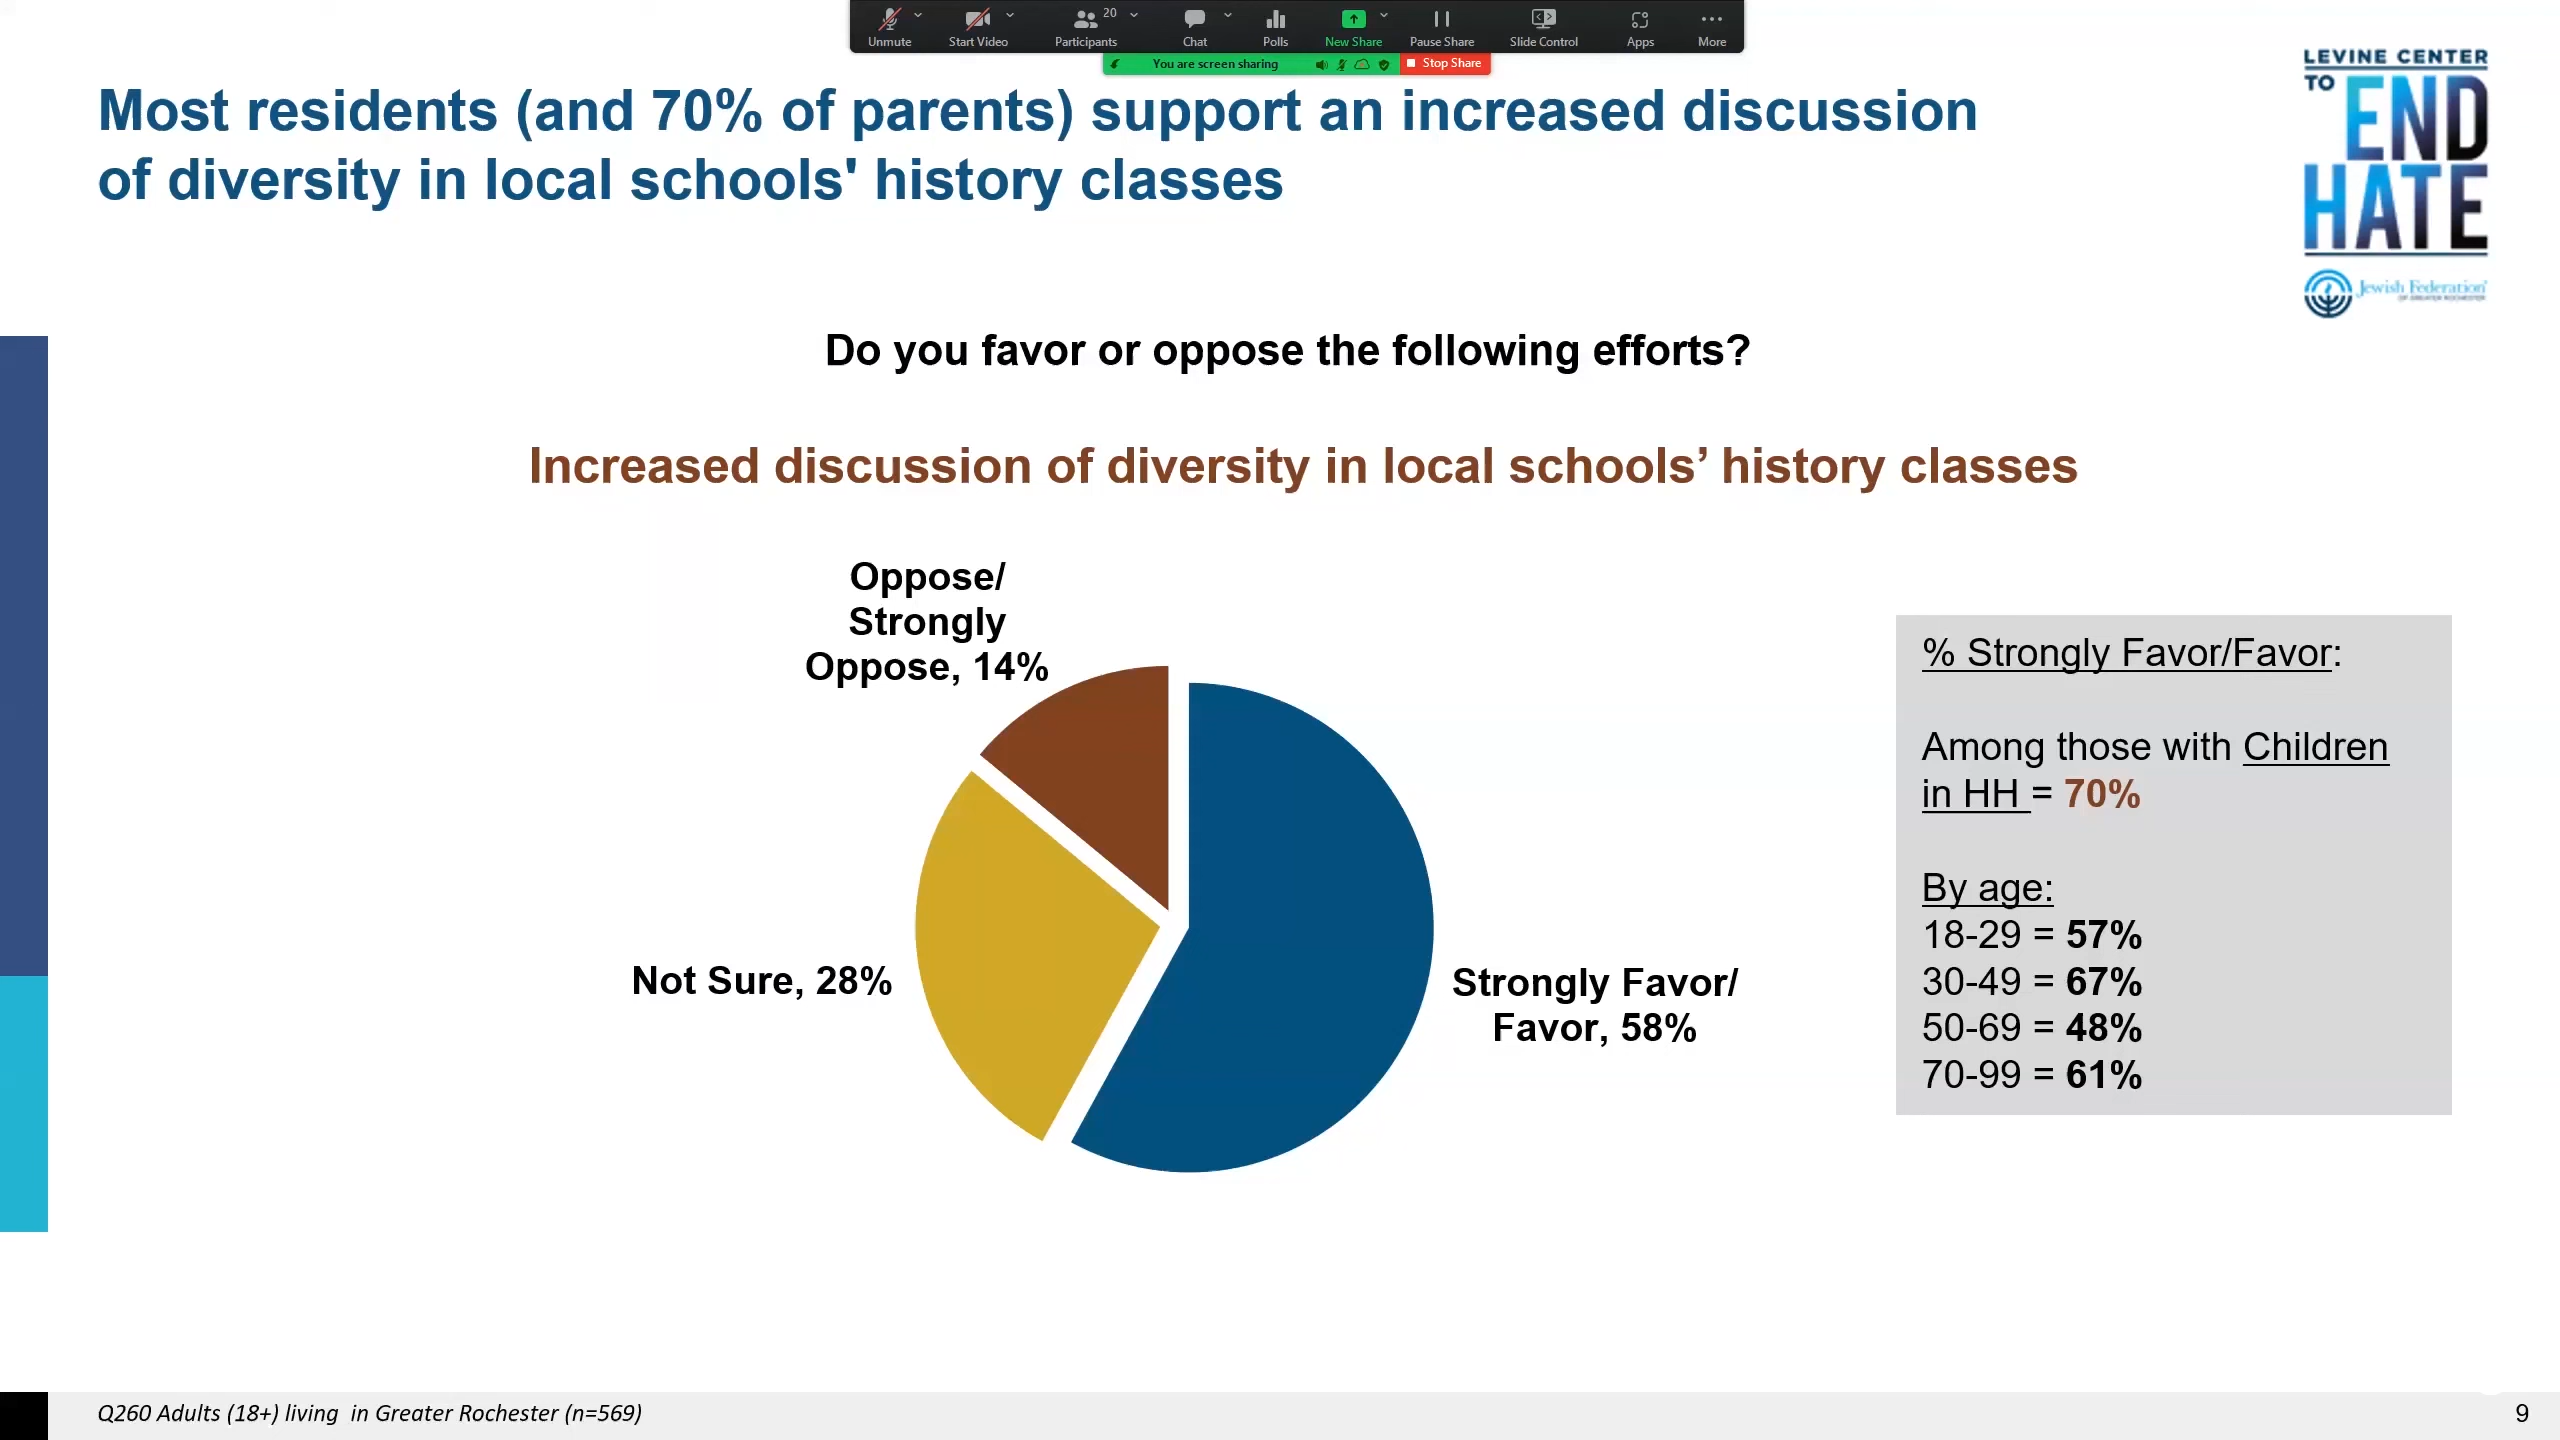 Unmute
Start Video
20
Participants
Chat
Polls
New Share
Pause Share
Slide Control
Apps
More
You are screen sharing
Stop Share
LEVINE CENTER
TO END
HATE
Jewish Federation
OF GREATER ROCHESTER
Most residents (and 70% of parents) support an increased discussion
of diversity in local schools' history classes
Do you favor or oppose the following efforts?
Increased discussion of diversity in local schools’ history classes
Oppose/
Strongly
Oppose, 14%
Not Sure, 28%
Strongly Favor/
Favor, 58%
% Strongly Favor/Favor:
Among those with Children
in HH = 70%
By age:
18-29 = 57%
30-49 = 67%
50-69 = 48%
70-99 = 61%
Q260 Adults (18+) living  in Greater Rochester (n=569)
9